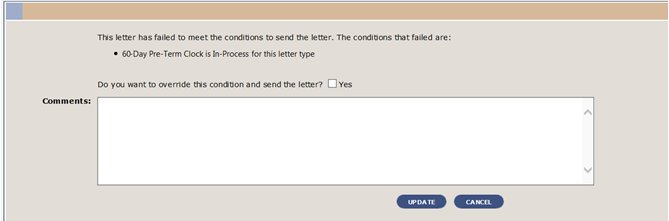 This letter has failed to meet the conditions to send the letter. The conditions that failed are:
• 60-Day Pre-Term Clock is In-Process for this letter type
Do you want to override this condition and send the letter? Yes
Comments:
UPDATE CANCEL